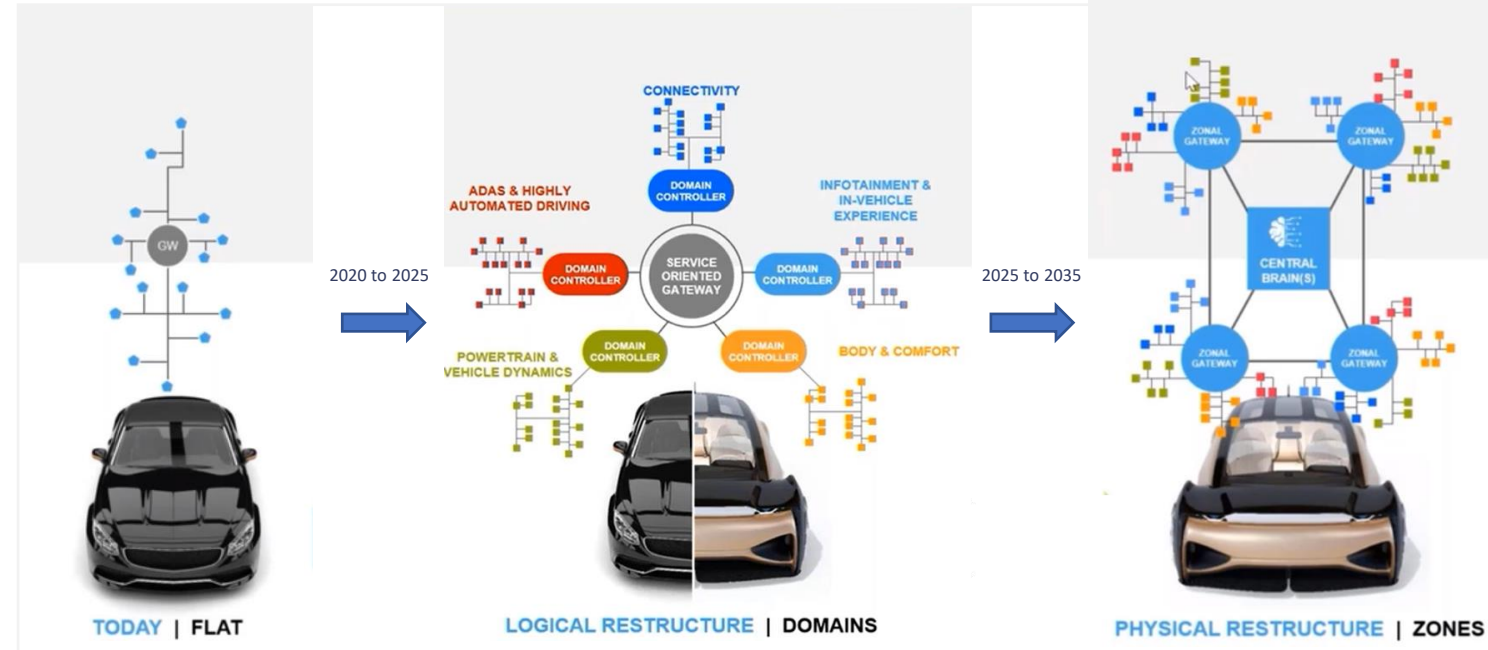 GW
TODAY | FLAT
2020 to 2025
CONNECTIVITY
DOMAIN
CONTROLLER
ADAS & HIGHLY
AUTOMATED DRIVING
DOMAIN
CONTROLLER
SERVICE
ORIENTED
GATEWAY
INFOTAINMENT &
IN-VEHICLE
EXPERIENCE
DOMAIN
CONTROLLER
POWERTRAIN &
VEHICLE DYNAMICS
DOMAIN
CONTROLLER
DOMAIN
CONTROLLER
BODY & COMFORT
LOGICAL RESTRUCTURE | DOMAINS
2025 to 2035
ZONAL
GATEWAY
ZONAL
GATEWAY
CENTRAL
BRAIN(S)
ZONAL
GATEWAY
ZONAL
GATEWAY
PHYSICAL RESTRUCTURE | ZONES